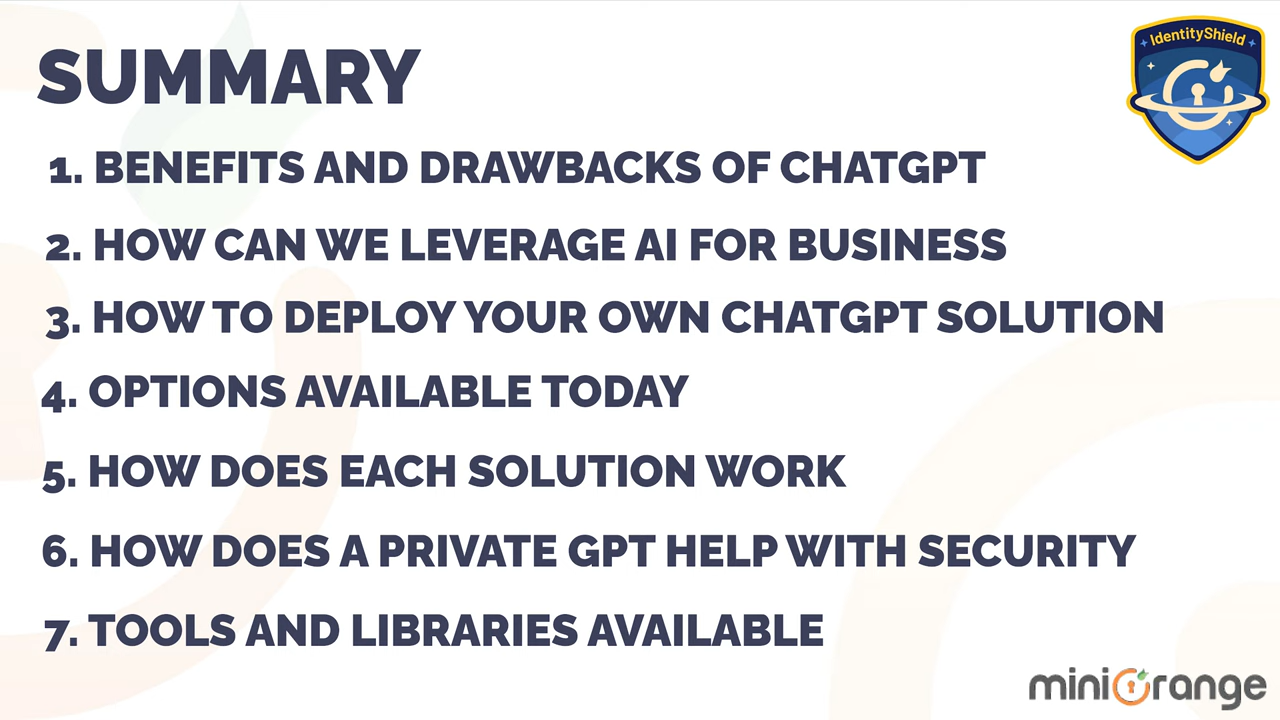 SUMMARY
IdentityShield
1. BENEFITS AND DRAWBACKS OF CHATGPT
2. HOW CAN WE LEVERAGE AI FOR BUSINESS
3. HOW TO DEPLOY YOUR OWN CHATGPT SOLUTION
4. OPTIONS AVAILABLE TODAY
5. HOW DOES EACH SOLUTION WORK
6. HOW DOES A PRIVATE GPT HELP WITH SECURITY
7. TOOLS AND LIBRARIES AVAILABLE
miniOrange